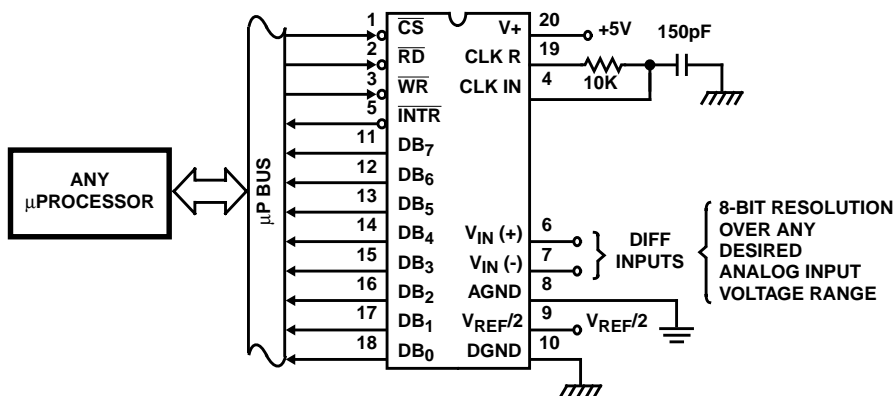 1 CS V+ 20 +5V 150pF
2 RD CLK R 19
3 WR CLK IN 4 10K
5 INTR
11 DB7
12 DB6
13 DB5
14 DB4 VIN (+) 6
15 DB3 VIN (-) 7
16 DB2 AGND 8
17 DB1 VREF/2 9 VREF/2
18 DB0 DGND 10
ANY
µPROCESSOR
µP BUS
DIFF
INPUTS
8-BIT RESOLUTION
OVER ANY
DESIRED
ANALOG INPUT
VOLTAGE RANGE